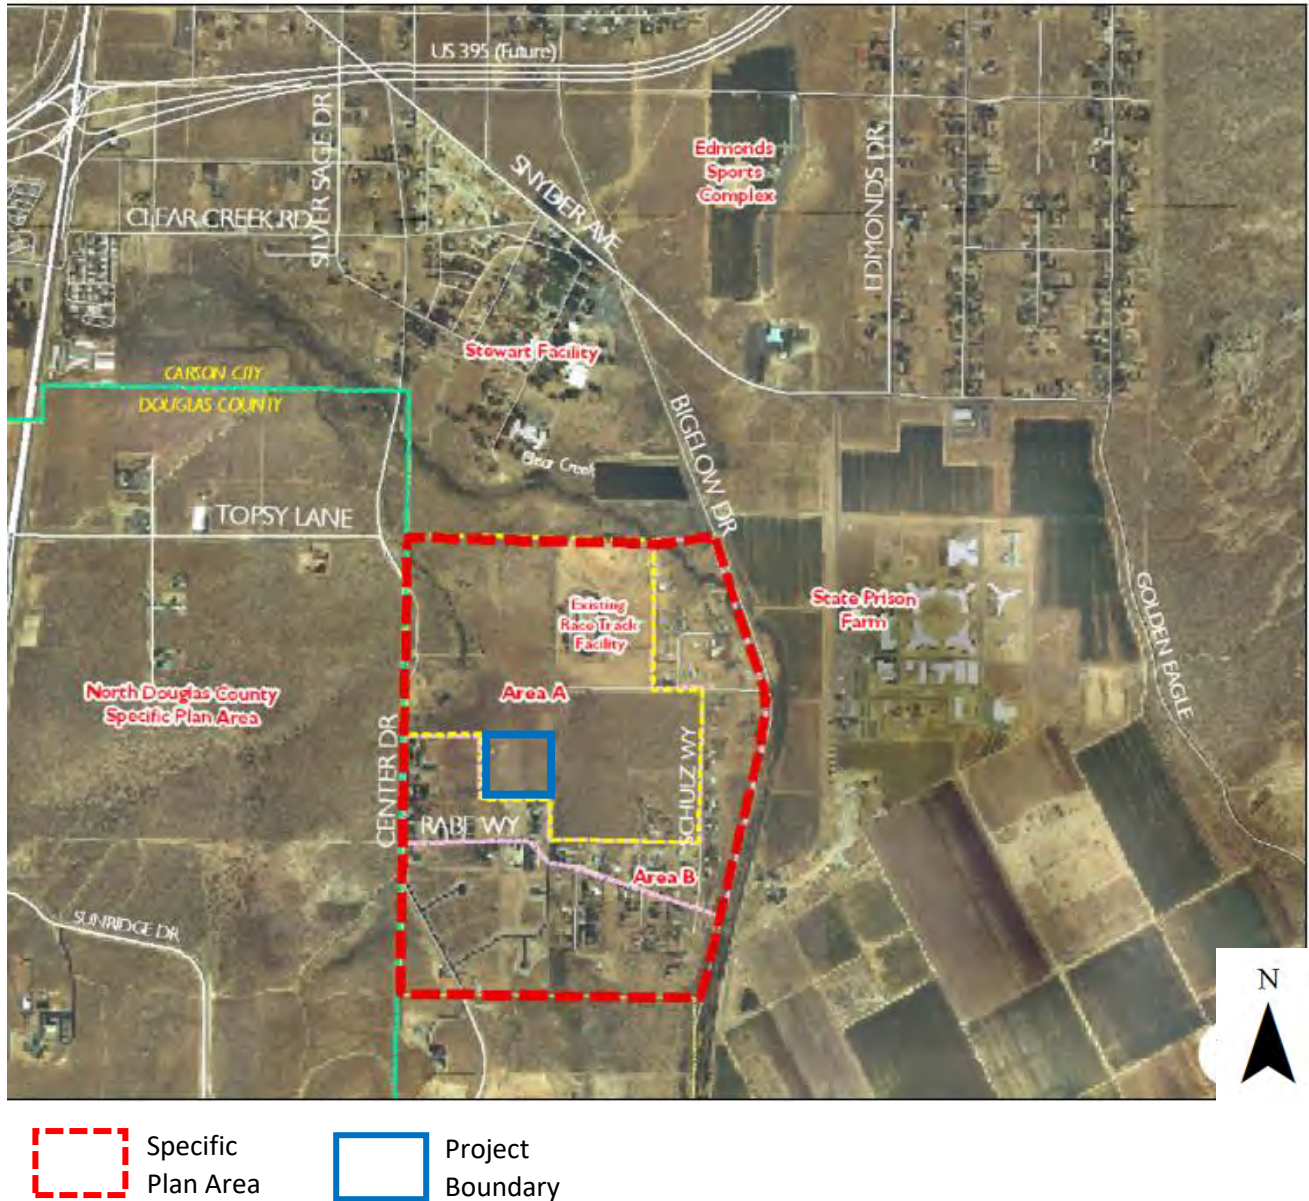 US 395 (Future)
SILVER SAGE DR
SNYDER AVE
Edmonds
Sports
Complex
EDMONDS DR
CLEAR CREEK RD
Stewart Facility
CARSON CITY
DOUGLAS COUNTY
BIGELOW DR
Clear Creek
TOPSY LANE
Existing
Race Track
Facility
State Prison
Farm
GOLDEN EAGLE
North Douglas County
Specific Plan Area
Area A
CENTER DR
SCHULZ WY
RABE WY
Area B
SUNRIDGE DR
N
Specific
Plan Area
Project
Boundary